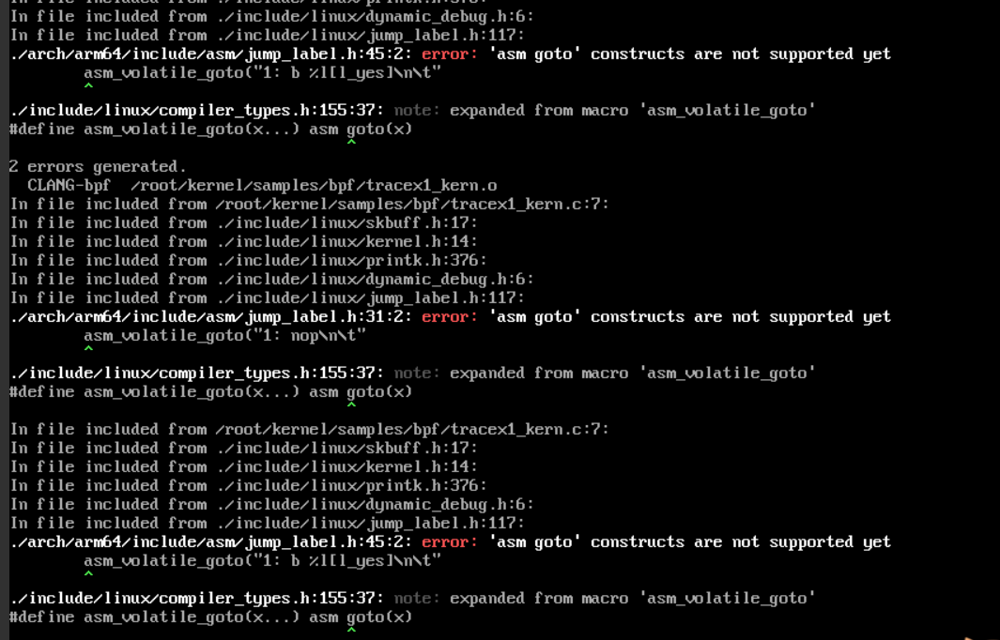 In file included from ./include/linux/printk.h:376:
In file included from ./include/linux/dynamic_debug.h:6:
In file included from ./include/linux/jump_label.h:117:
./arch/arm64/include/asm/jump_label.h:45:2: error: 'asm goto' constructs are not supported yet
        asm_volatile_goto("1: b %l[l_yes]\n\t"
        ^
./include/linux/compiler_types.h:155:37: note: expanded from macro 'asm_volatile_goto'
#define asm_volatile_goto(x...) asm goto(x)
                                    ^
2 errors generated.
  CLANG-bpf  /root/kernel/samples/bpf/tracex1_kern.o
In file included from /root/kernel/samples/bpf/tracex1_kern.c:7:
In file included from ./include/linux/skbuff.h:17:
In file included from ./include/linux/kernel.h:14:
In file included from ./include/linux/printk.h:376:
In file included from ./include/linux/dynamic_debug.h:6:
In file included from ./include/linux/jump_label.h:117:
./arch/arm64/include/asm/jump_label.h:31:2: error: 'asm goto' constructs are not supported yet
        asm_volatile_goto("1: nop\n\t"
        ^
./include/linux/compiler_types.h:155:37: note: expanded from macro 'asm_volatile_goto'
#define asm_volatile_goto(x...) asm goto(x)
                                    ^
In file included from /root/kernel/samples/bpf/tracex1_kern.c:7:
In file included from ./include/linux/skbuff.h:17:
In file included from ./include/linux/kernel.h:14:
In file included from ./include/linux/printk.h:376:
In file included from ./include/linux/dynamic_debug.h:6:
In file included from ./include/linux/jump_label.h:117:
./arch/arm64/include/asm/jump_label.h:45:2: error: 'asm goto' constructs are not supported yet
        asm_volatile_goto("1: b %l[l_yes]\n\t"
        ^
./include/linux/compiler_types.h:155:37: note: expanded from macro 'asm_volatile_goto'
#define asm_volatile_goto(x...) asm goto(x)
                                    ^